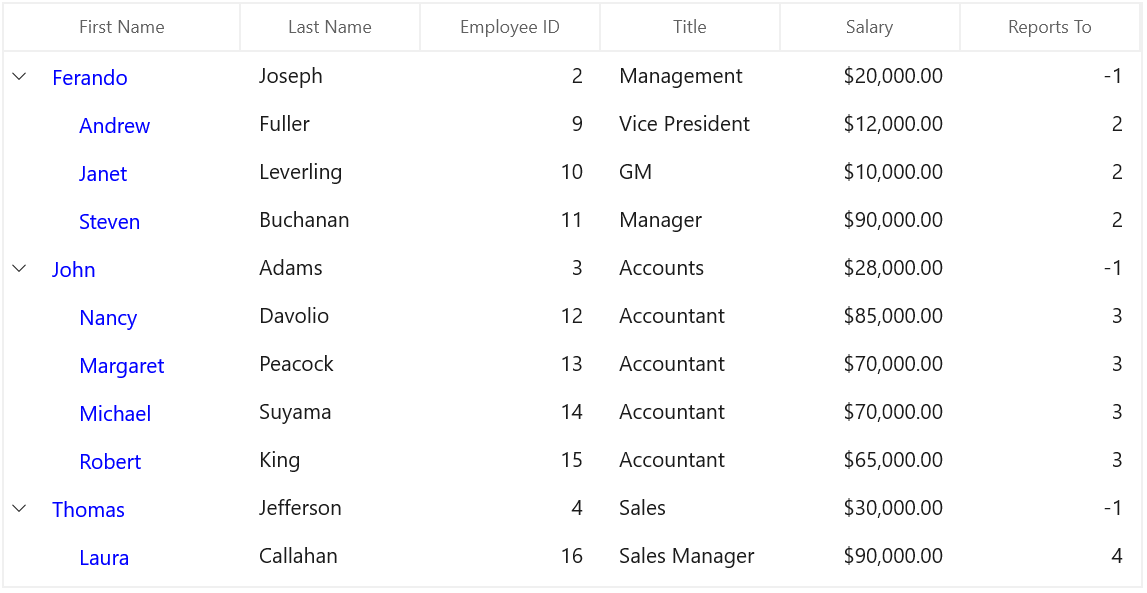 First Name Last Name Employee ID Title Salary Reports To
Ferando Joseph 2 Management $20,000.00 -1
Andrew Fuller 9 Vice President $12,000.00 2
Janet Leverling 10 GM $10,000.00 2
Steven Buchanan 11 Manager $90,000.00 2
John Adams 3 Accounts $28,000.00 -1
Nancy Davolio 12 Accountant $85,000.00 3
Margaret Peacock 13 Accountant $70,000.00 3
Michael Suyama 14 Accountant $70,000.00 3
Robert King 15 Accountant $65,000.00 3
Thomas Jefferson 4 Sales $30,000.00 -1
Laura Callahan 16 Sales Manager $90,000.00 4